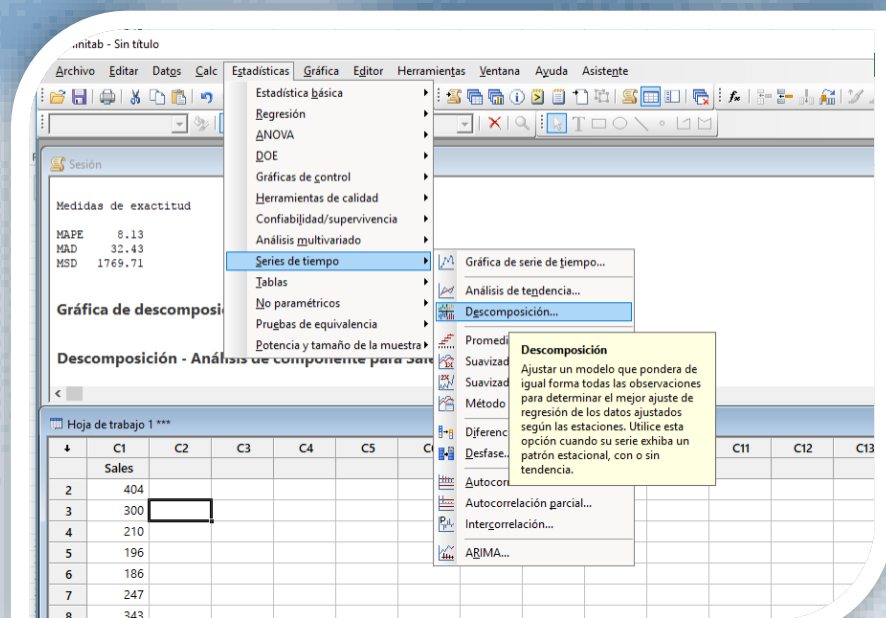 Minitab - Sin título
Archivo Editar Datos Calc Estadísticas Gráfica Editor Herramientas Ventana Ayuda Asistente
Estadística básica
Regresión
ANOVA
DOE
Gráficas de control
Herramientas de calidad
Confiabilidad/supervivencia
Análisis multivariado
Series de tiempo
Tablas
No paramétricos
Pruebas de equivalencia
Potencia y tamaño de la muestra
Gráfica de serie de tiempo...
Análisis de tendencia...
Descomposición...
Promedi
Suavizad
Suavizad
Método
Diferenc
Desfase..
Autocorr
Autocorrelación parcial...
Intercorrelación...
ARIMA...
Descomposición
Ajustar un modelo que pondera de
igual forma todas las observaciones
para determinar el mejor ajuste de
regresión de los datos ajustados
según las estaciones. Utilice esta
opción cuando su serie exhiba un
patrón estacional, con o sin
tendencia.
Sesión
Medidas de exactitud
MAPE 8.13
MAD 32.43
MSD 1769.71
Gráfica de descomposi
Descomposición - Análisis de componente para Sale
Hoja de trabajo 1 ***
C1 C2 C3 C4 C5 C11 C12 C13
Sales
2 404
3 300
4 210
5 196
6 186
7 247
8 343